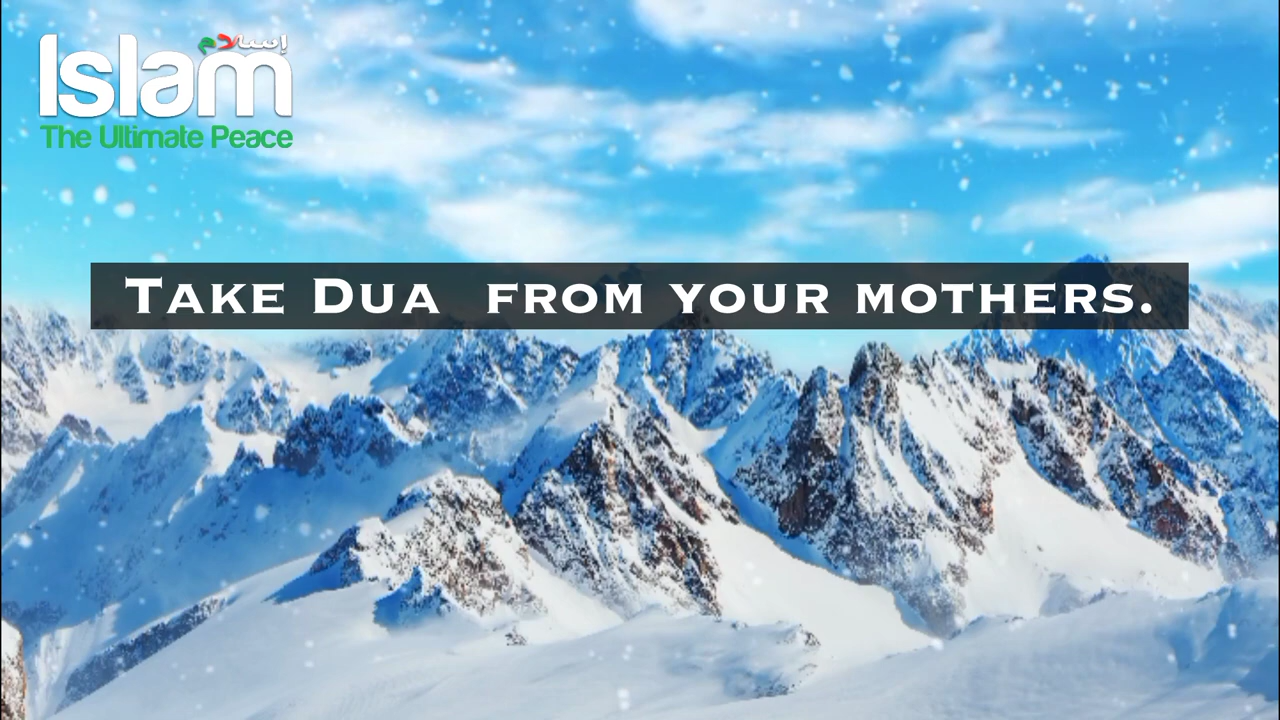 إسلام
Islam
The Ultimate Peace
Take Dua from your mothers.